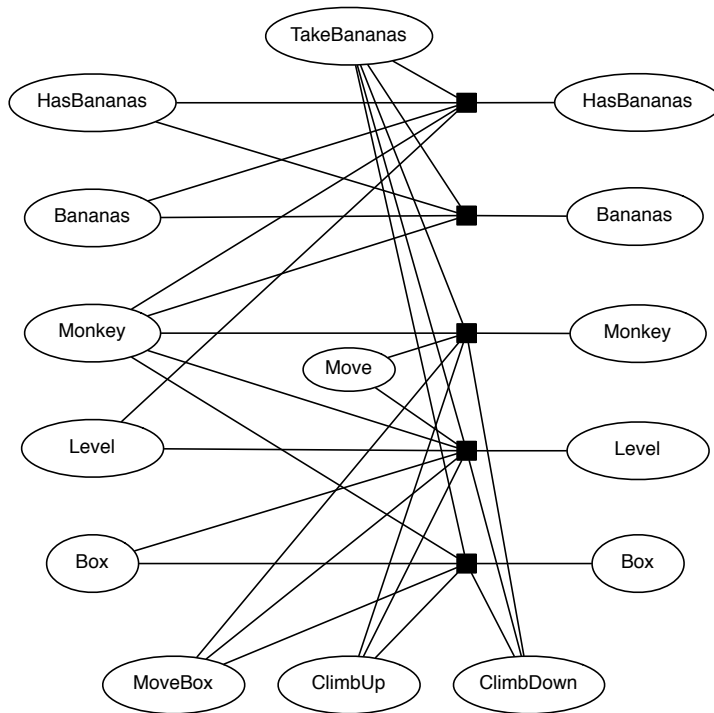 TakeBananas
HasBananas
HasBananas
Bananas
Bananas
Monkey
Monkey
Move
Level
Level
Box
Box
MoveBox
ClimbUp
ClimbDown